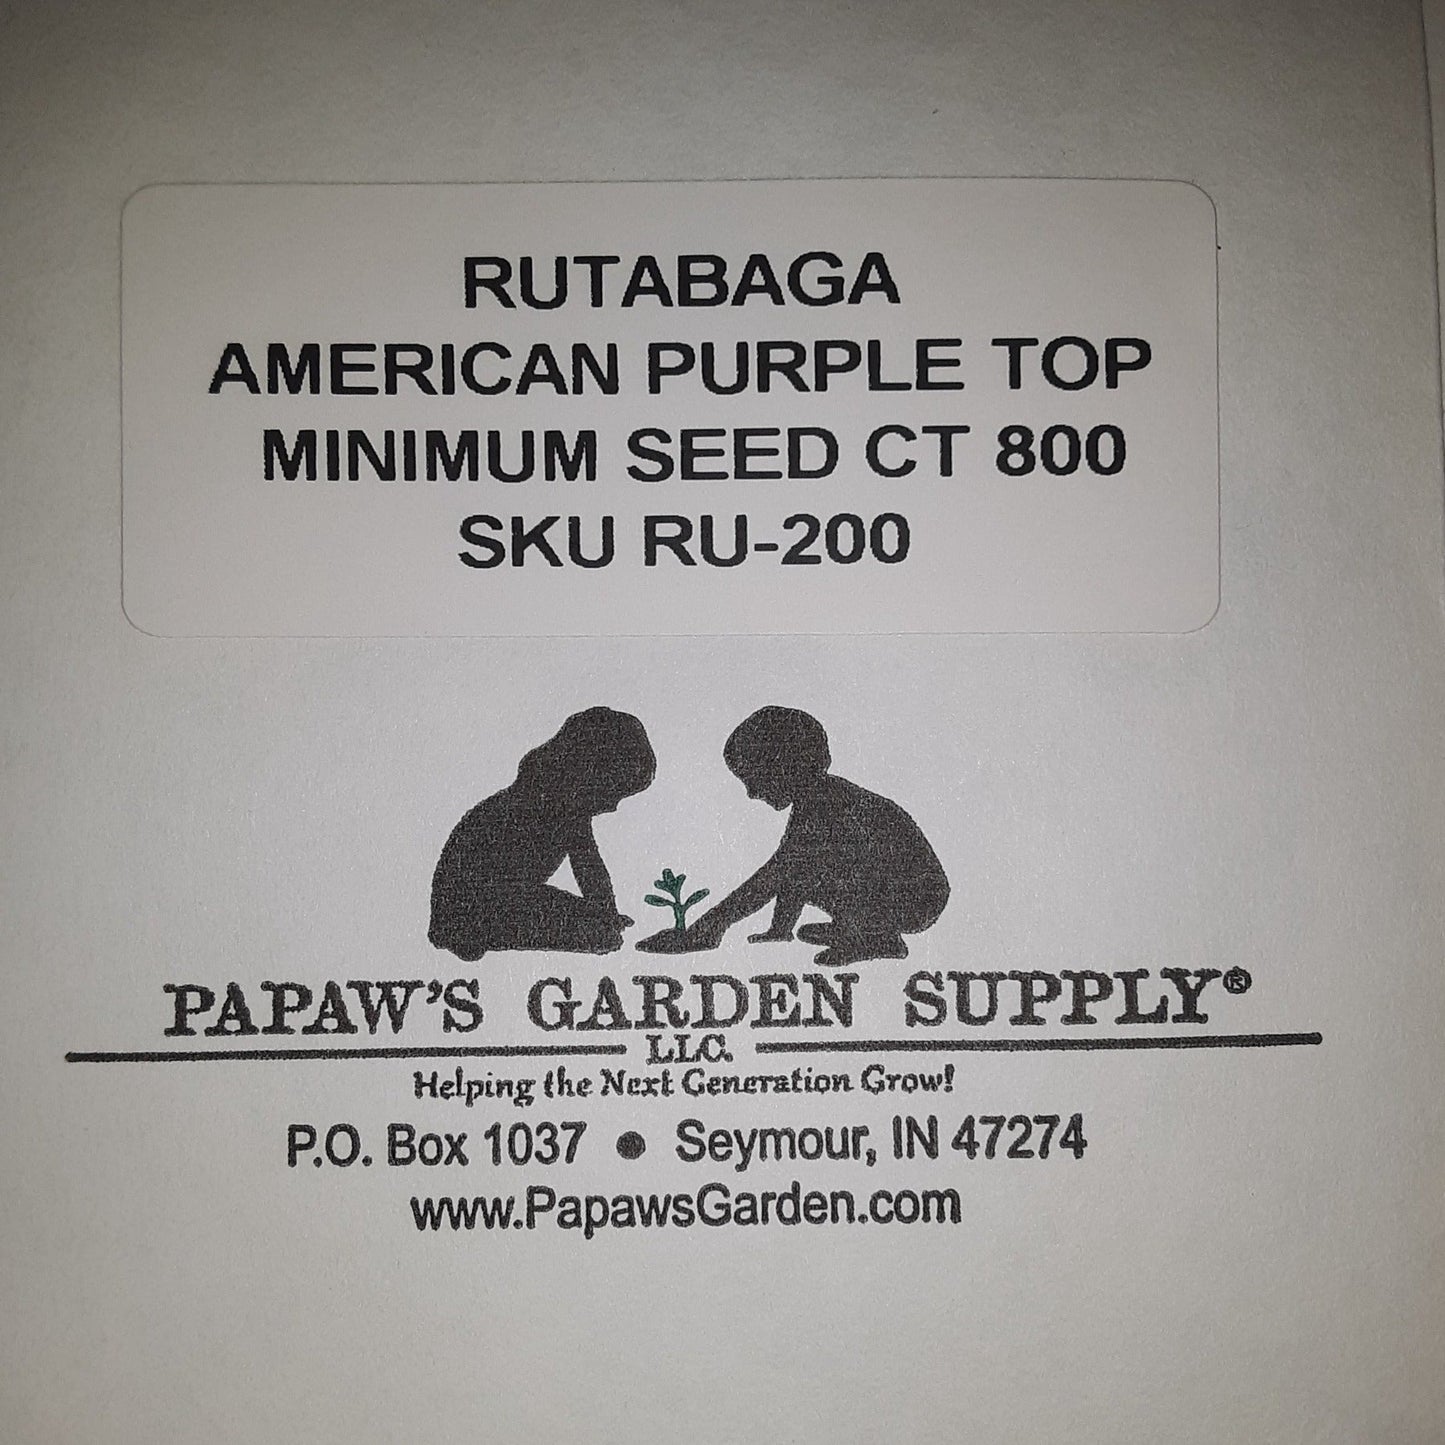 RUTABAGA
AMERICAN PURPLE TOP
MINIMUM SEED CT 800
SKU RU-200
PAPAW'S GARDEN SUPPLY®
LLC.
Helping the Next Generation Grow!
P.O. Box 1037 • Seymour, IN 47274
www.PapawsGarden.com